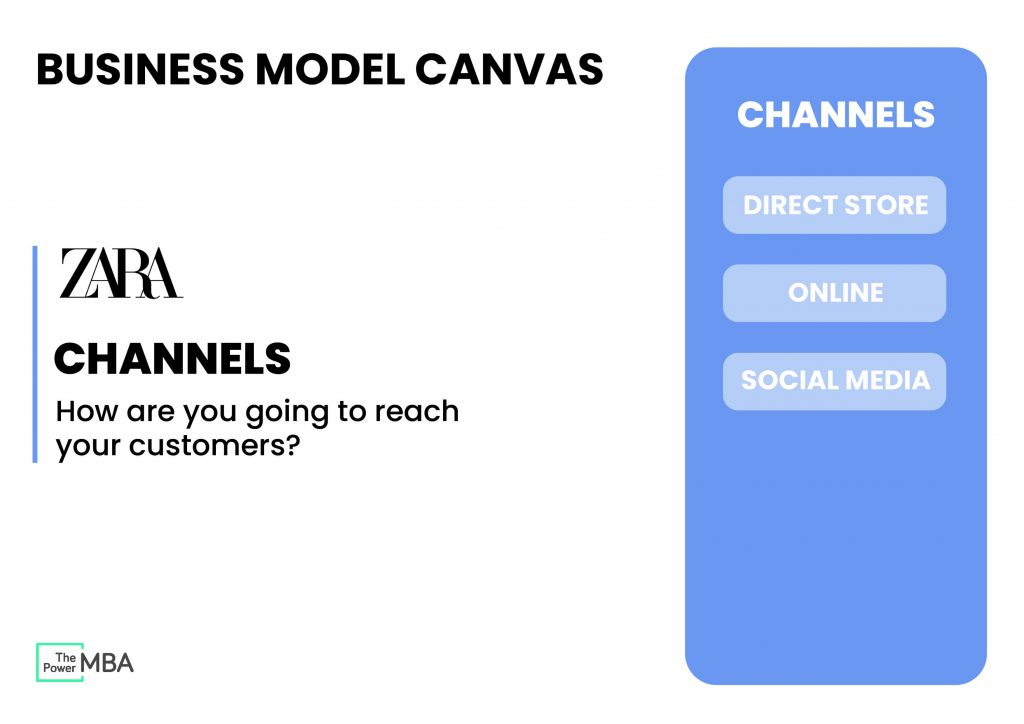 BUSINESS MODEL CANVAS
ZARA
CHANNELS
How are you going to reach
your customers?
CHANNELS
DIRECT STORE
ONLINE
SOCIAL MEDIA
The
Power MBA